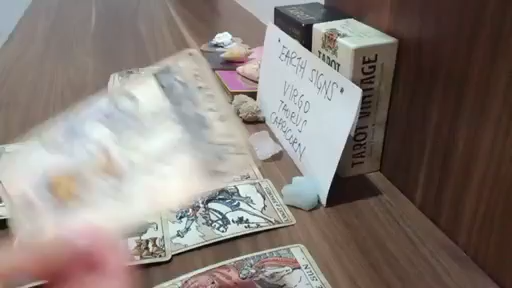 * EARTH SIGNS *
VIRGO
TAURUS
CAPRICORN
TAROT
TAROT VINTAGE